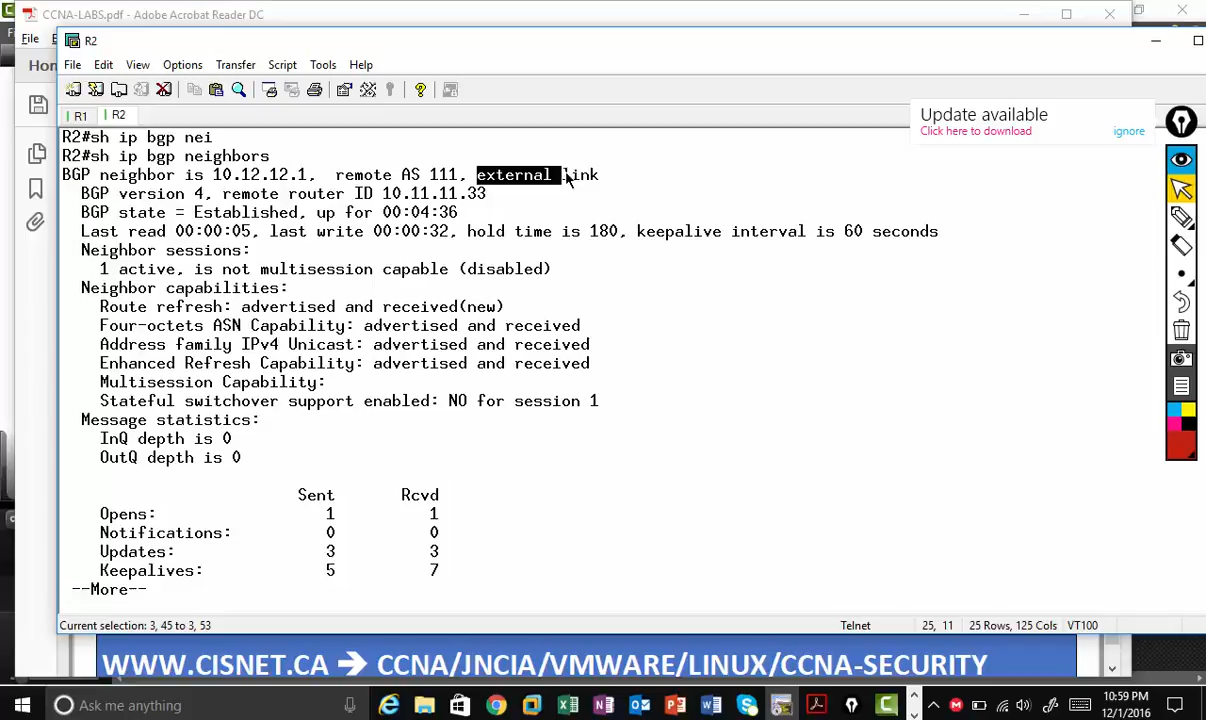 CCNA-LABS.pdf - Adobe Acrobat Reader DC
File
R2
Hom
File Edit View Options Transfer Script Tools Help
R1 R2
Update available
Click here to download ignore
R2#sh ip bgp nei
R2#sh ip bgp neighbors
BGP neighbor is 10.12.12.1, remote AS 111, external link
BGP version 4, remote router ID 10.11.11.33
BGP state = Established, up for 00:04:36
Last read 00:00:05, last write 00:00:32, hold time is 180, keepalive interval is 60 seconds
Neighbor sessions:
1 active, is not multisession capable (disabled)
Neighbor capabilities:
Route refresh: advertised and received(new)
Four-octets ASN Capability: advertised and received
Address family IPv4 Unicast: advertised and received
Enhanced Refresh Capability: advertised and received
Multisession Capability:
Stateful switchover support enabled: NO for session 1
Message statistics:
InQ depth is 0
OutQ depth is 0
Sent Rcvd
Opens: 1 1
Notifications: 0 0
Updates: 3 3
Keepalives: 5 7
--More--
Current selection: 3, 45 to 3, 53 Telnet 25, 11 25 Rows, 125 Cols VT100
WWW.CISNET.CA → CCNA/JNCIA/VMWARE/LINUX/CCNA-SECURITY
Ask me anything
10:59 PM
12/1/2016